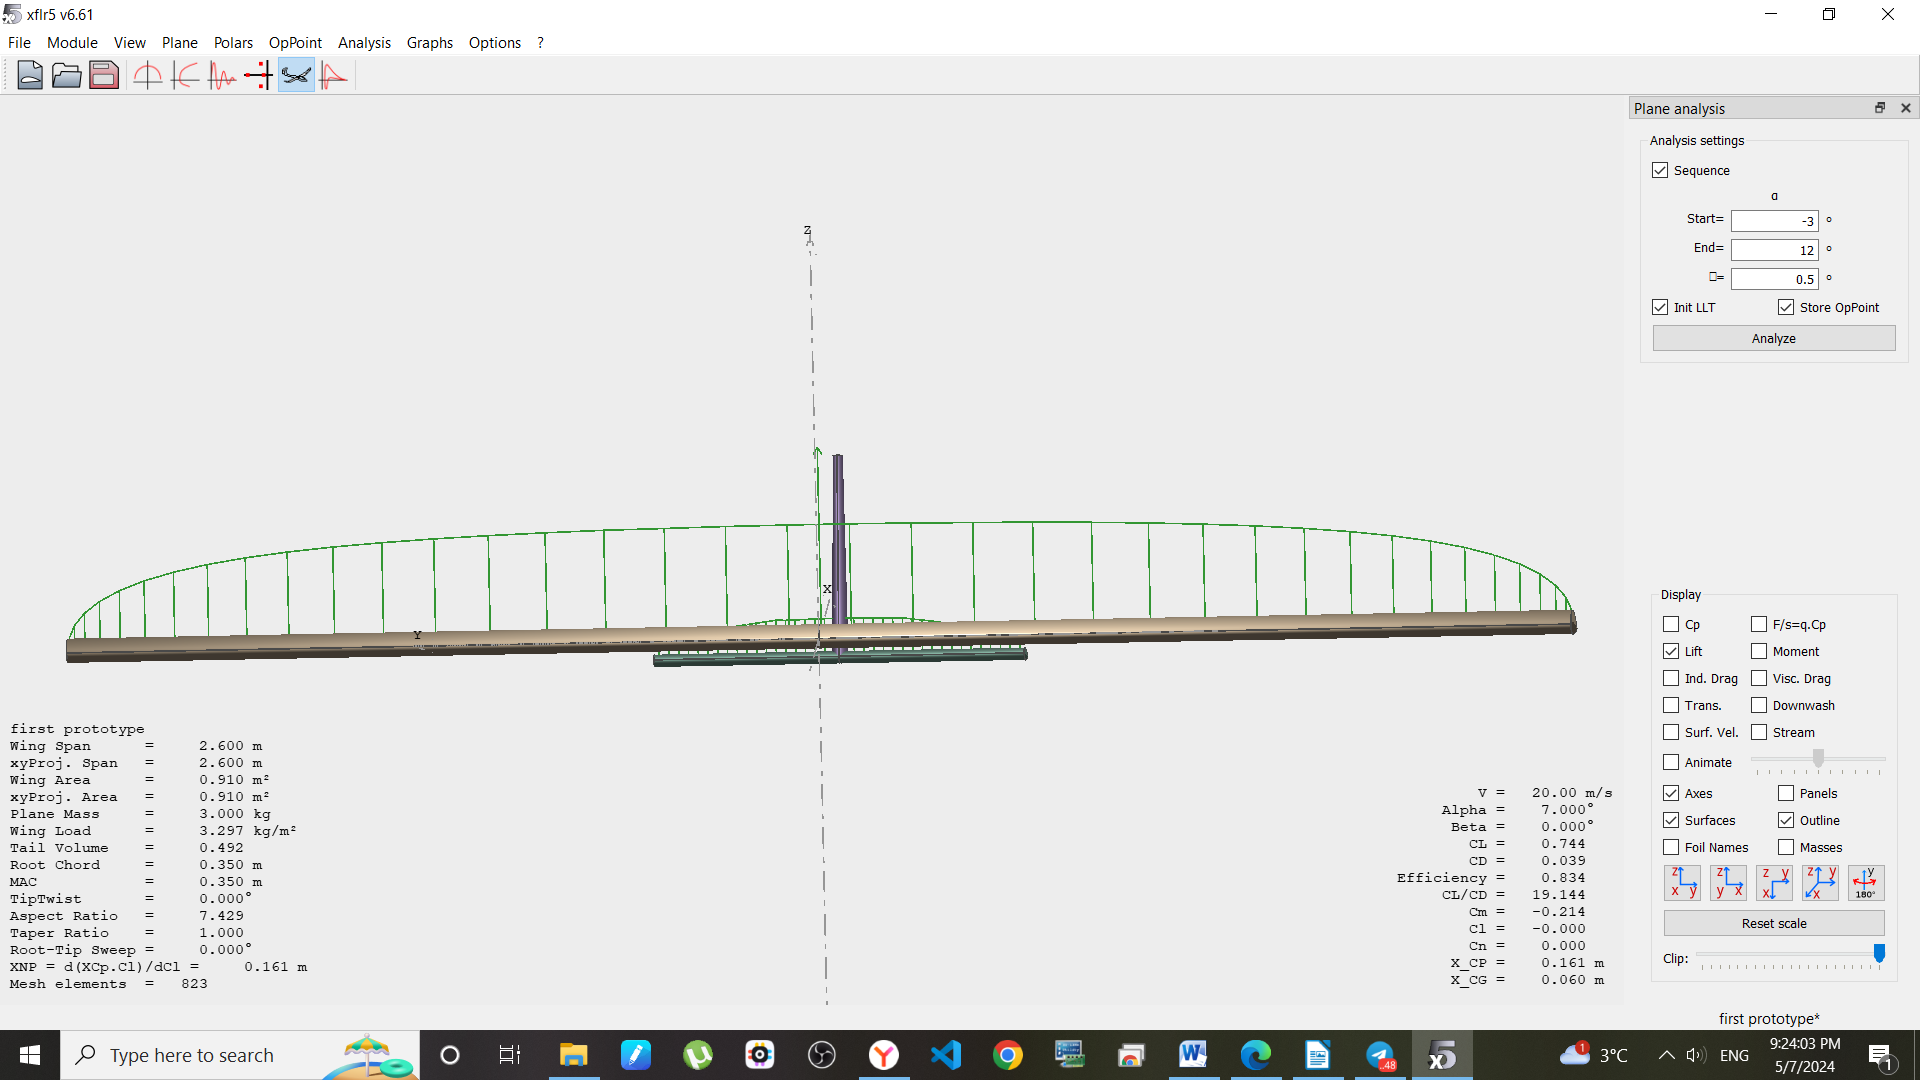 xflr5 v6.61
File Module View Plane Polars OpPoint Analysis Graphs Options ?
Plane analysis
Analysis settings
Sequence
α
Start= -3 °
End= 12 °
= 0.5 °
Init LLT Store OpPoint
Analyze
Z
X
Y
Display
Cp F/s=q.Cp
Lift Moment
Ind. Drag Visc. Drag
Trans. Downwash
Surf. Vel. Stream
Animate
Axes Panels
Surfaces Outline
Foil Names Masses
z x y z y x z y x z y x y 180°
Reset scale
Clip:
first prototype
Wing Span = 2.600 m
xyProj. Span = 2.600 m
Wing Area = 0.910 m²
xyProj. Area = 0.910 m²
Plane Mass = 3.000 kg
Wing Load = 3.297 kg/m²
Tail Volume = 0.492
Root Chord = 0.350 m
MAC = 0.350 m
TipTwist = 0.000°
Aspect Ratio = 7.429
Taper Ratio = 1.000
Root-Tip Sweep = 0.000°
XNP = d(XCp.Cl)/dCl = 0.161 m
Mesh elements = 823
V = 20.00 m/s
Alpha = 7.000°
Beta = 0.000°
CL = 0.744
CD = 0.039
Efficiency = 0.834
CL/CD = 19.144
Cm = -0.214
Cl = -0.000
Cn = 0.000
X_CP = 0.161 m
X_CG = 0.060 m
first prototype*
Type here to search
48
x5
1
3°C
ENG
9:24:03 PM
5/7/2024
1